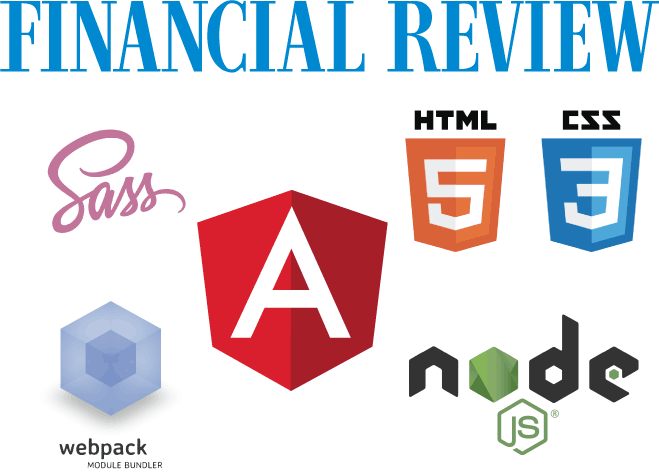 FINANCIAL REVIEW
HTML
CSS
Sass
5
3
A
node
JS®
webpack
MODULE BUNDLER